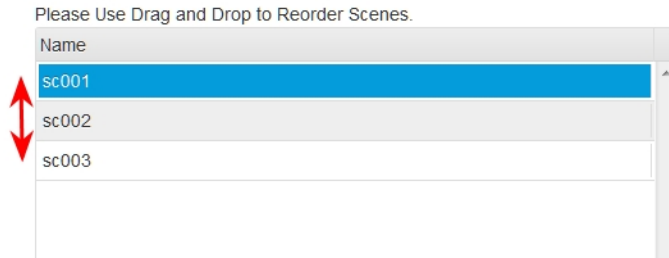 Please Use Drag and Drop to Reorder Scenes.
Name
sc001
sc002
sc003